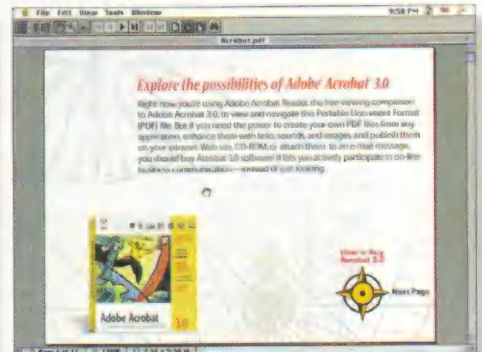 File Edit View Tools Window 9:58 PM
Acrobat.pdf
Explore the possibilities of Adobe Acrobat 3.0
Right now, you're using Adobe Acrobat Reader, the free viewing companion
to Adobe Acrobat 3.0, to view and navigate this Portable Document Format
(PDF) file. But if you need the power to create your own PDF files from any
application, enhance them with links, sounds, and images, and publish them
on your intranet, Web site, CD-ROM, or attach them to an e-mail message,
you should buy Acrobat 3.0 software! It lets you actively participate in on-line
business communication—instead of just looking.
How to Buy
Acrobat 3.0
Next Page
Adobe Acrobat
3.0